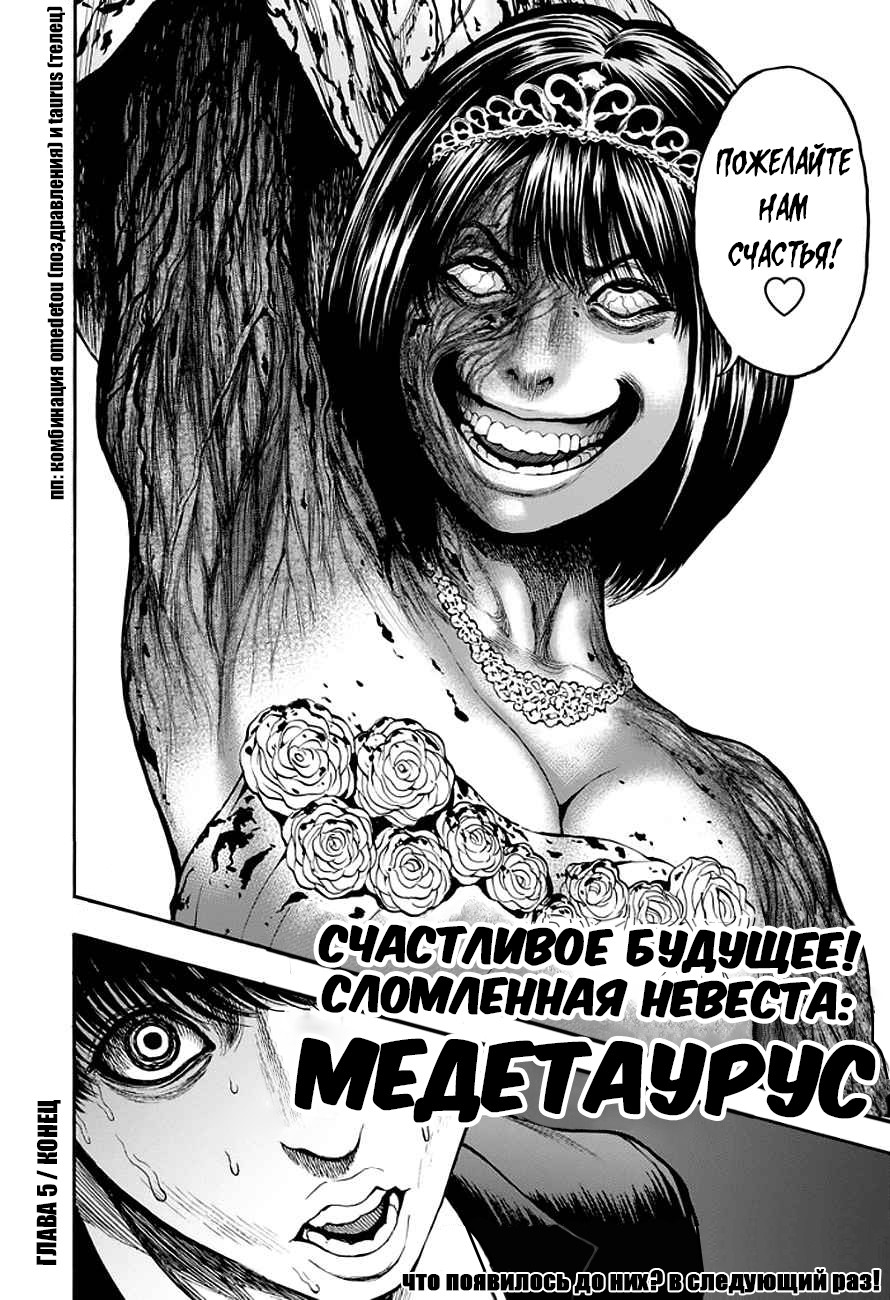 пп: комбинация omedetou (поздравления) и taurus (телец)
ПОЖЕЛАЙТЕ
НАМ
СЧАСТЬЯ!
♡
СЧАСТЛИВОЕ БУДУЩЕЕ!
СЛОМЛЕННАЯ НЕВЕСТА:
МЕДЕТАУРУС
ГЛАВА 5 / КОНЕЦ
что появилось до них? в следующий раз!